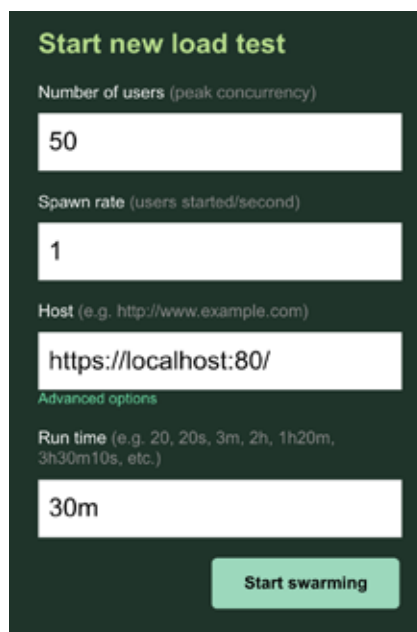 Start new load test
Number of users (peak concurrency)
50
Spawn rate (users started/second)
1
Host (e.g. http://www.example.com)
https://localhost:80/
Advanced options
Run time (e.g. 20, 20s, 3m, 2h, 1h20m,
3h30m10s, etc.)
30m
Start swarming